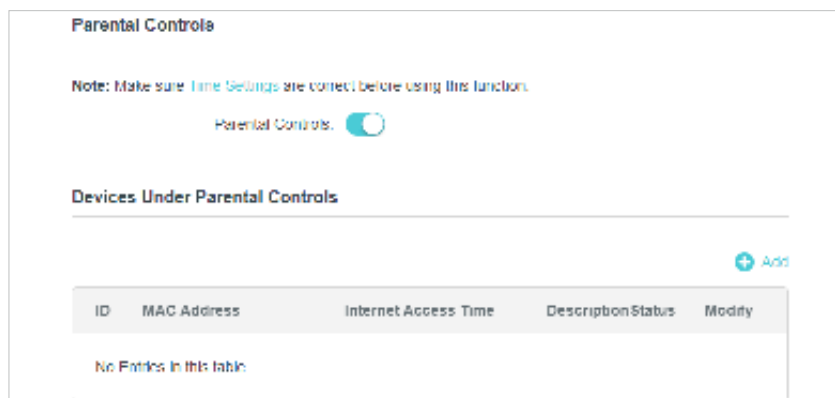 Parental Controls
Note: Make sure Time Settings are correct before using this function.
Parental Controls:
Devices Under Parental Controls
Add
ID MAC Address Internet Access Time Description Status Modify
No Entries in this table